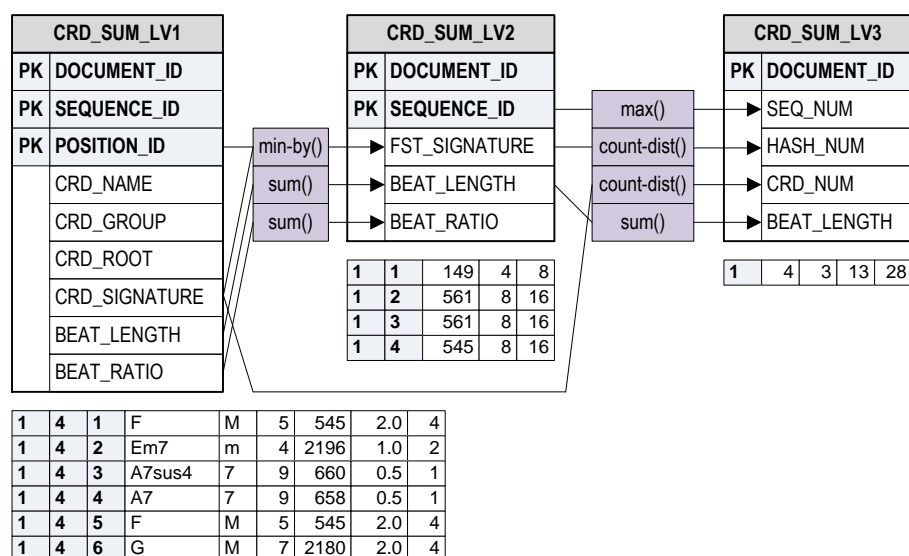 CRD_SUM_LV1
PK DOCUMENT_ID
PK SEQUENCE_ID
PK POSITION_ID
CRD_NAME
CRD_GROUP
CRD_ROOT
CRD_SIGNATURE
BEAT_LENGTH
BEAT_RATIO
min-by()
sum()
sum()
CRD_SUM_LV2
PK DOCUMENT_ID
PK SEQUENCE_ID
FST_SIGNATURE
BEAT_LENGTH
BEAT_RATIO
1 1 149 4 8
1 2 561 8 16
1 3 561 8 16
1 4 545 8 16
max()
count-dist()
count-dist()
sum()
CRD_SUM_LV3
PK DOCUMENT_ID
SEQ_NUM
HASH_NUM
CRD_NUM
BEAT_LENGTH
1 4 3 13 28
1 4 1 F M 5 545 2.0 4
1 4 2 Em7 m 4 2196 1.0 2
1 4 3 A7sus4 7 9 660 0.5 1
1 4 4 A7 7 9 658 0.5 1
1 4 5 F M 5 545 2.0 4
1 4 6 G M 7 2180 2.0 4